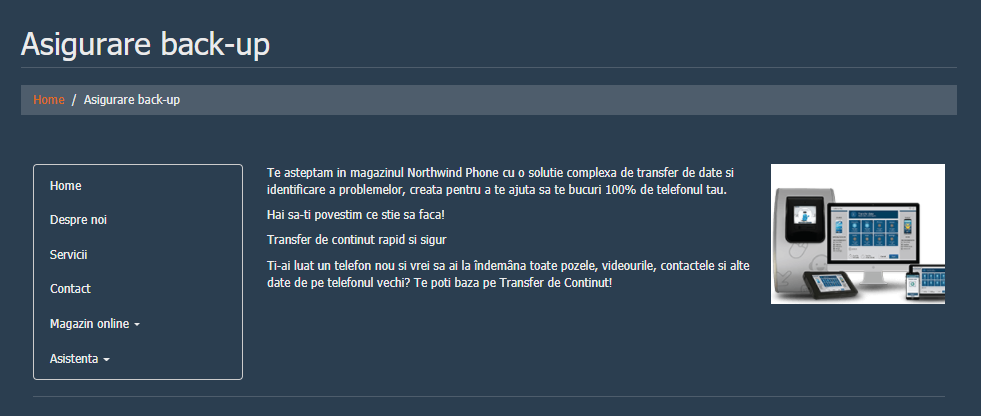 Asigurare back-up
Home / Asigurare back-up
Home
Despre noi
Servicii
Contact
Magazin online
Asistenta
Te asteptam in magazinul Northwind Phone cu o solutie complexa de transfer de date si
identificare a problemelor, creata pentru a te ajuta sa te bucuri 100% de telefonul tau.
Hai sa-ti povestim ce stie sa faca!
Transfer de continut rapid si sigur
Ti-ai luat un telefon nou si vrei sa ai la îndemâna toate pozele, videourile, contactele si alte
date de pe telefonul vechi? Te poti baza pe Transfer de Continut!